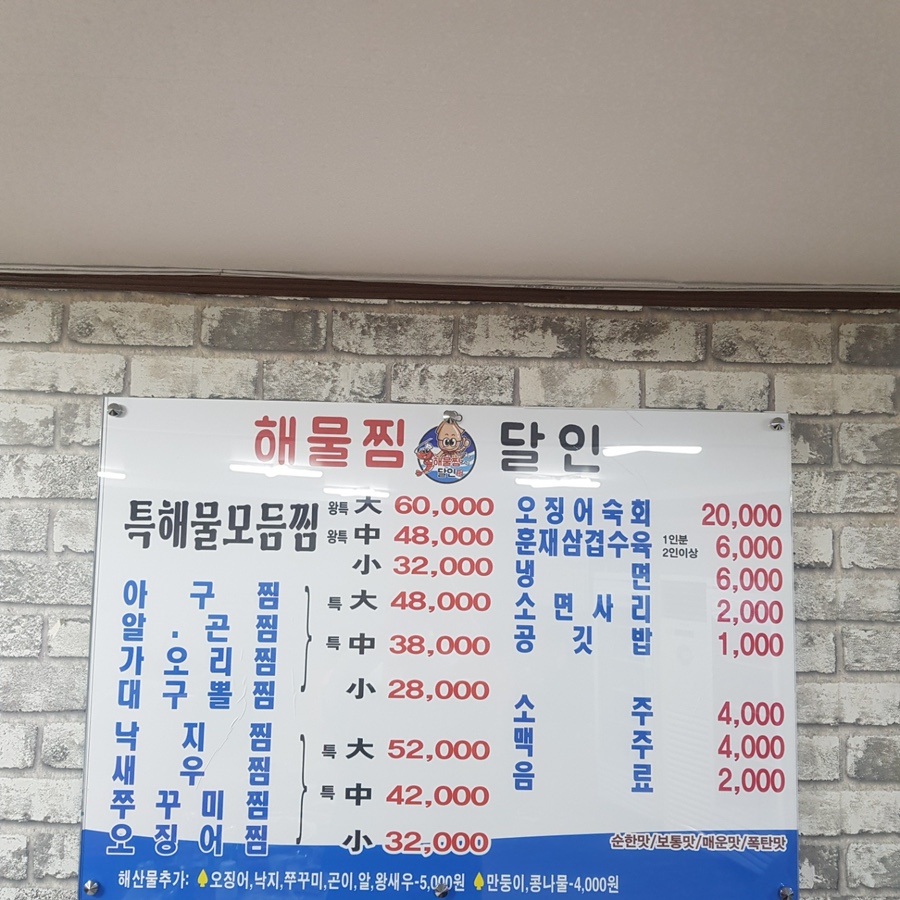 해물찜 달인
해물찜
달인
특해물모듬찜 왕특 大 60,000
왕특 中 48,000
小 32,000
아구찜
알.곤찜
가오리찜
대구뽈찜
특 大 48,000
특 中 38,000
小 28,000
낙지찜
새우찜
쭈꾸미찜
오징어찜
특 大 52,000
특 中 42,000
小 32,000
오징어숙회 20,000
훈재삼겹수육 1인분 2인이상 6,000
냉면 6,000
소면사리 2,000
공깃밥 1,000
소주 4,000
맥주 4,000
음료 2,000
순한맛/보통맛/매운맛/폭탄맛
해산물추가: 오징어,낙지,쭈꾸미,곤이,알,왕새우-5,000원 만둥이,콩나물-4,000원